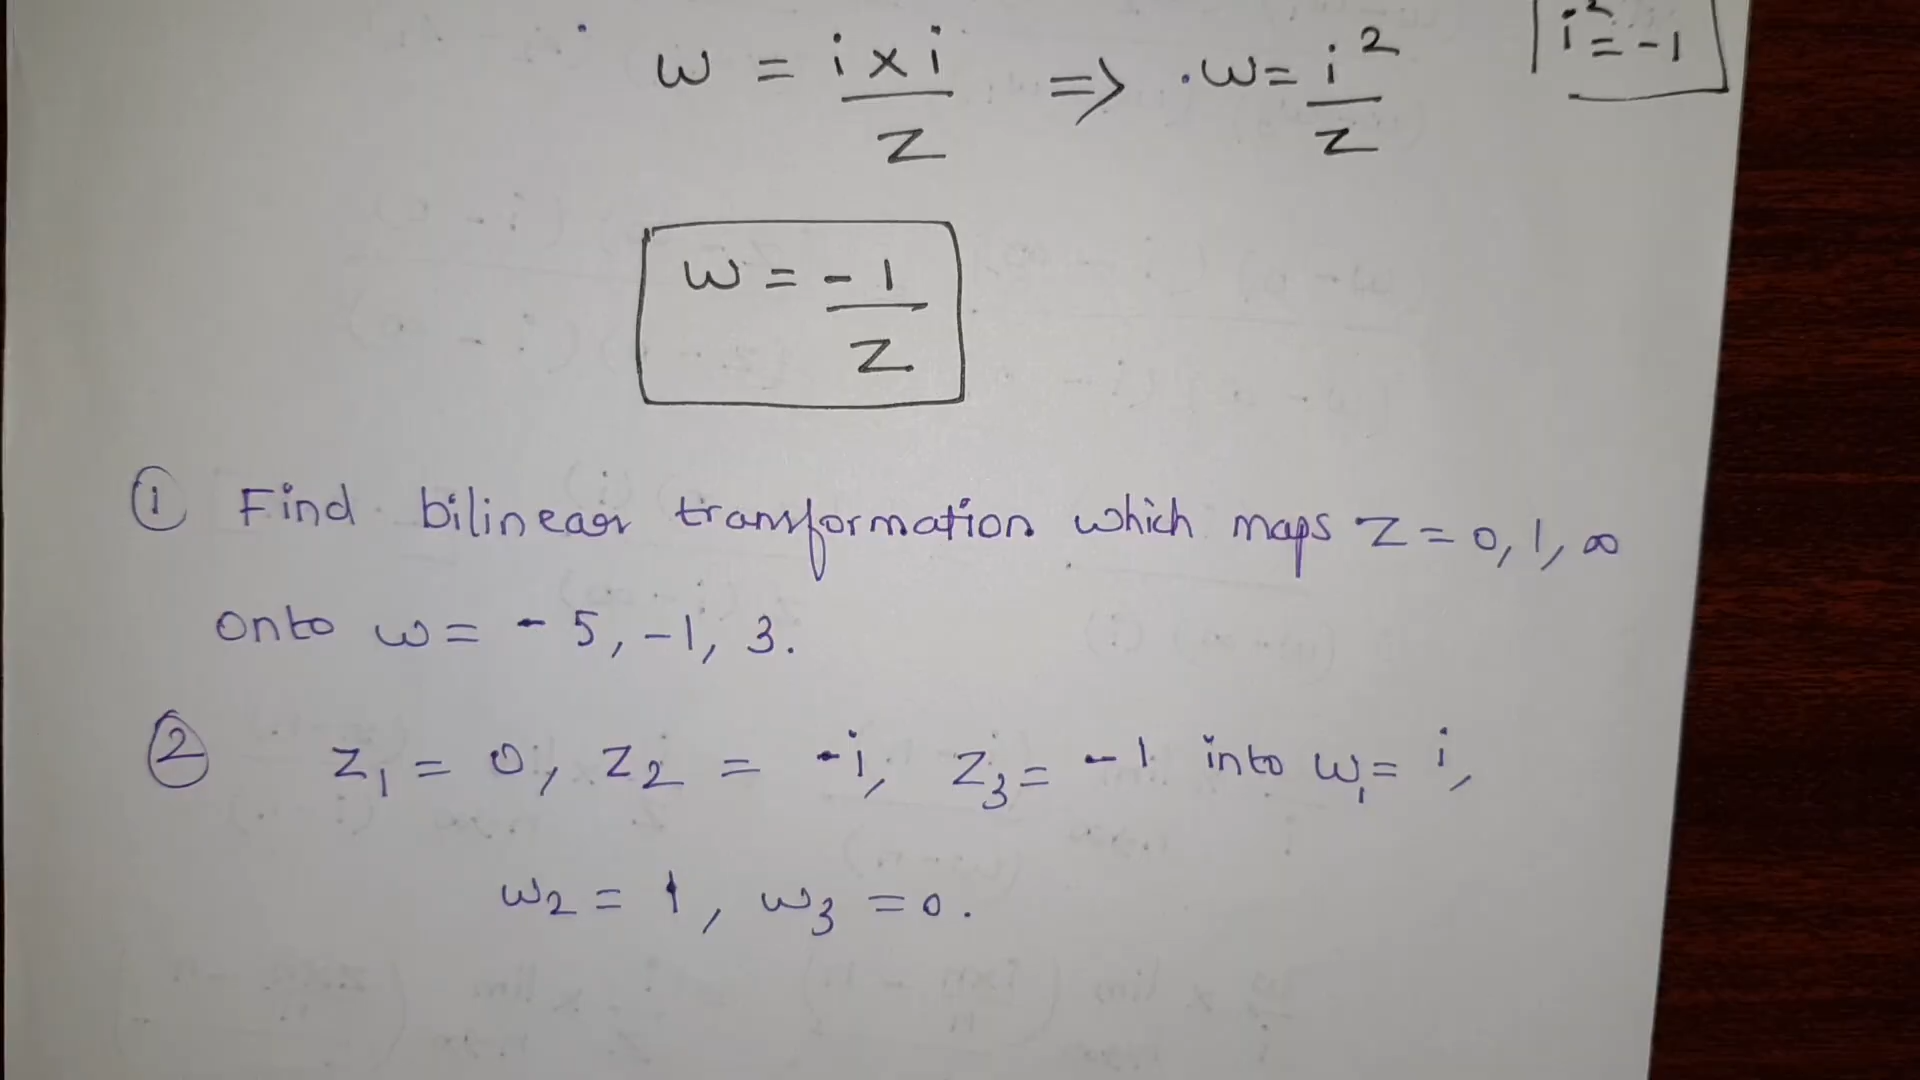 w = i x i / z => . w = i² / z
i² = -1
w = -1 / z
① Find bilinear transformation which maps z = 0, 1, ∞
onto w = -5, -1, 3.
② z₁ = 0, z₂ = -i, z₃ = -1 into w₁ = i,
w₂ = 1, w₃ = 0.